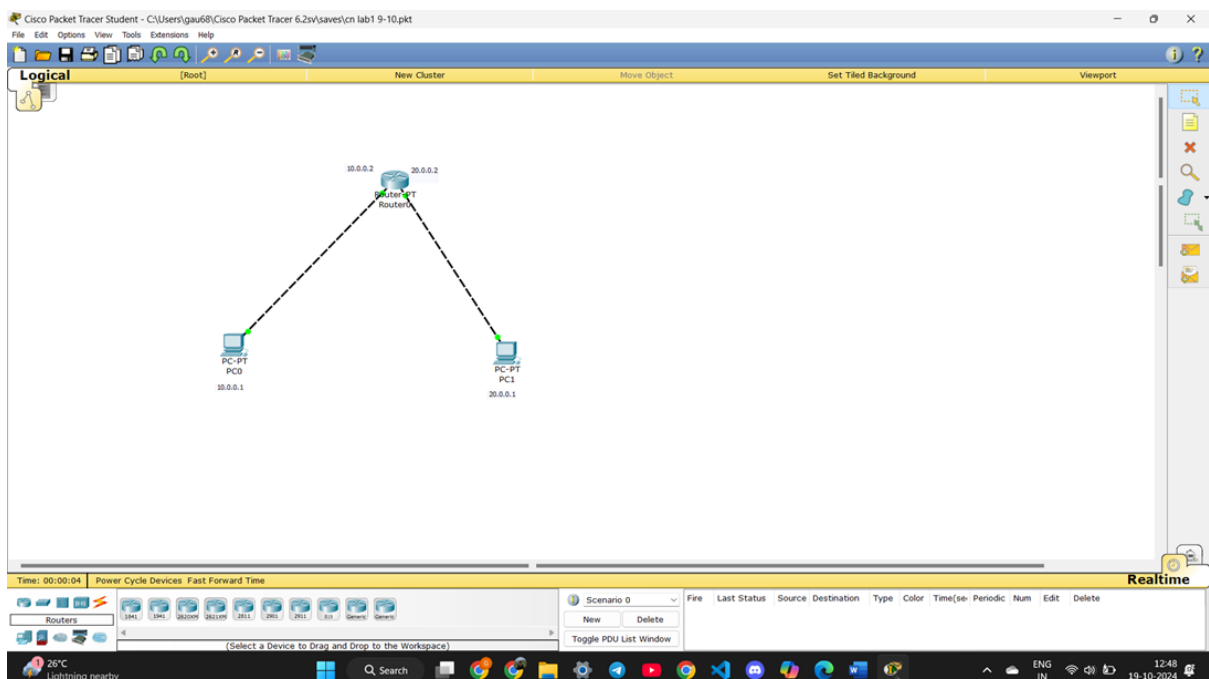 Cisco Packet Tracer Student - C:\Users\gau68\Cisco Packet Tracer 6.2sv\saves\cn lab1 9-10.pkt
File Edit Options View Tools Extensions Help
Logical [Root] New Cluster Move Object Set Tiled Background Viewport
10.0.0.2 20.0.0.2
Router-PT
Router0
PC-PT
PC0
10.0.0.1
PC-PT
PC1
20.0.0.1
Time: 00:00:04 Power Cycle Devices Fast Forward Time Realtime
Routers
1841 1941 2620XM 2621XM 2811 2901 2911 819 Generic Generic
(Select a Device to Drag and Drop to the Workspace)
Scenario 0
New Delete
Toggle PDU List Window
Fire Last Status Source Destination Type Color Time(se Periodic Num Edit Delete
1
26°C
Lightning nearby
Search
ENG
IN
12:48
19-10-2024